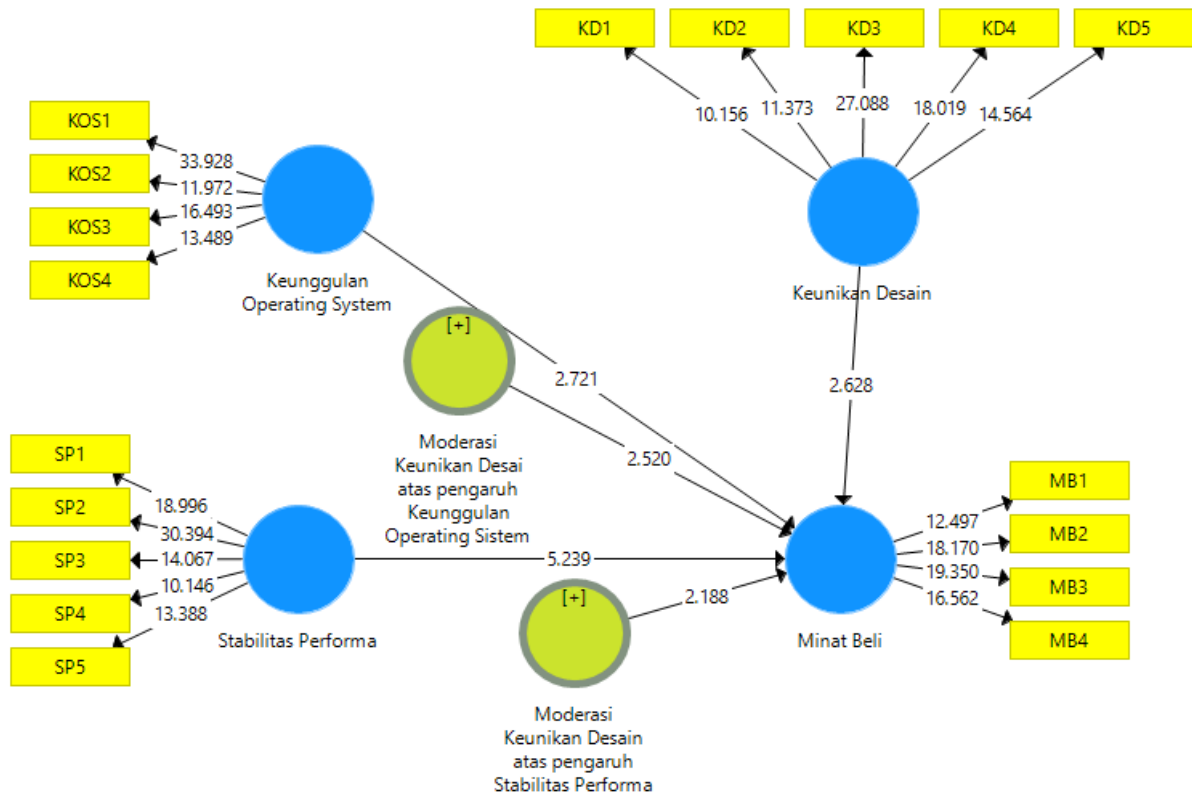 KD1
KD2
KD3
KD4
KD5
10.156
11.373
27.088
18.019
14.564
KOS1
KOS2
KOS3
KOS4
33.928
11.972
16.493
13.489
Keunggulan
Operating System
Keunikan Desain
[+]
2.721
2.628
Moderasi
Keunikan Desai
atas pengaruh
Keunggulan
Operating Sistem
2.520
SP1
SP2
SP3
SP4
SP5
18.996
30.394
14.067
10.146
13.388
Stabilitas Performa
5.239
[+]
2.188
Moderasi
Keunikan Desain
atas pengaruh
Stabilitas Performa
Minat Beli
12.497
18.170
19.350
16.562
MB1
MB2
MB3
MB4